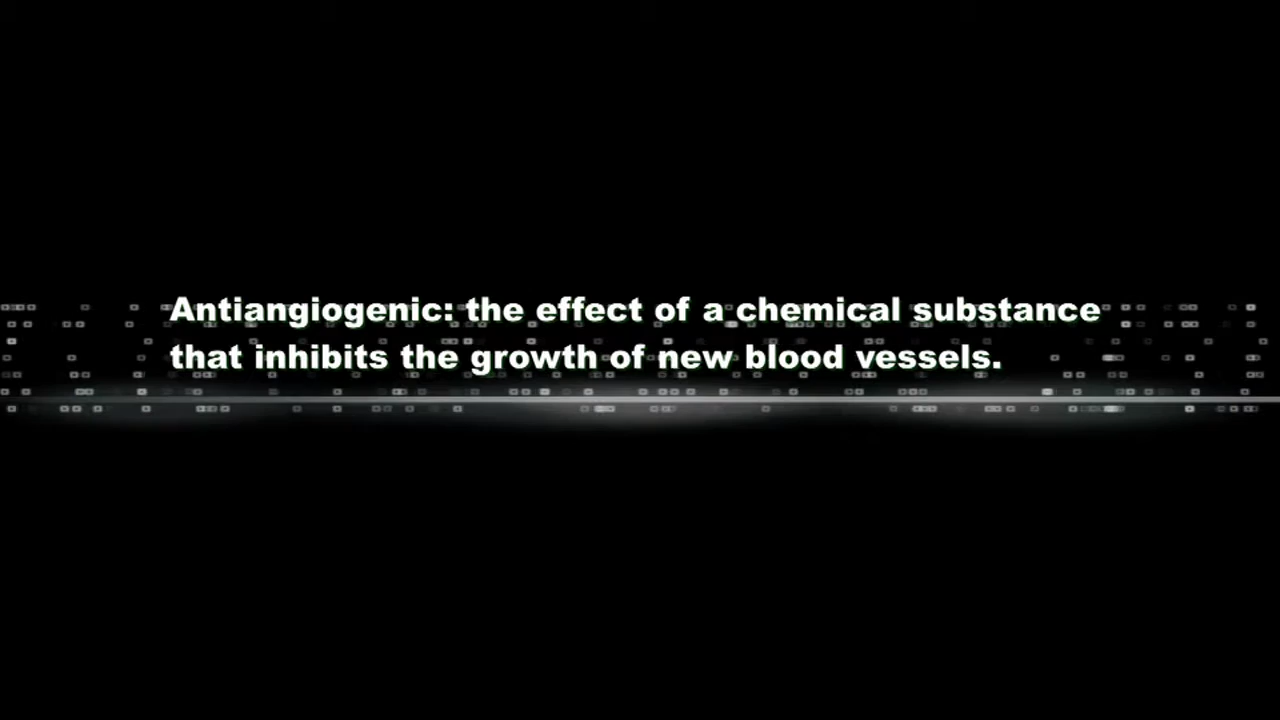 Antiangiogenic: the effect of a chemical substance
that inhibits the growth of new blood vessels.